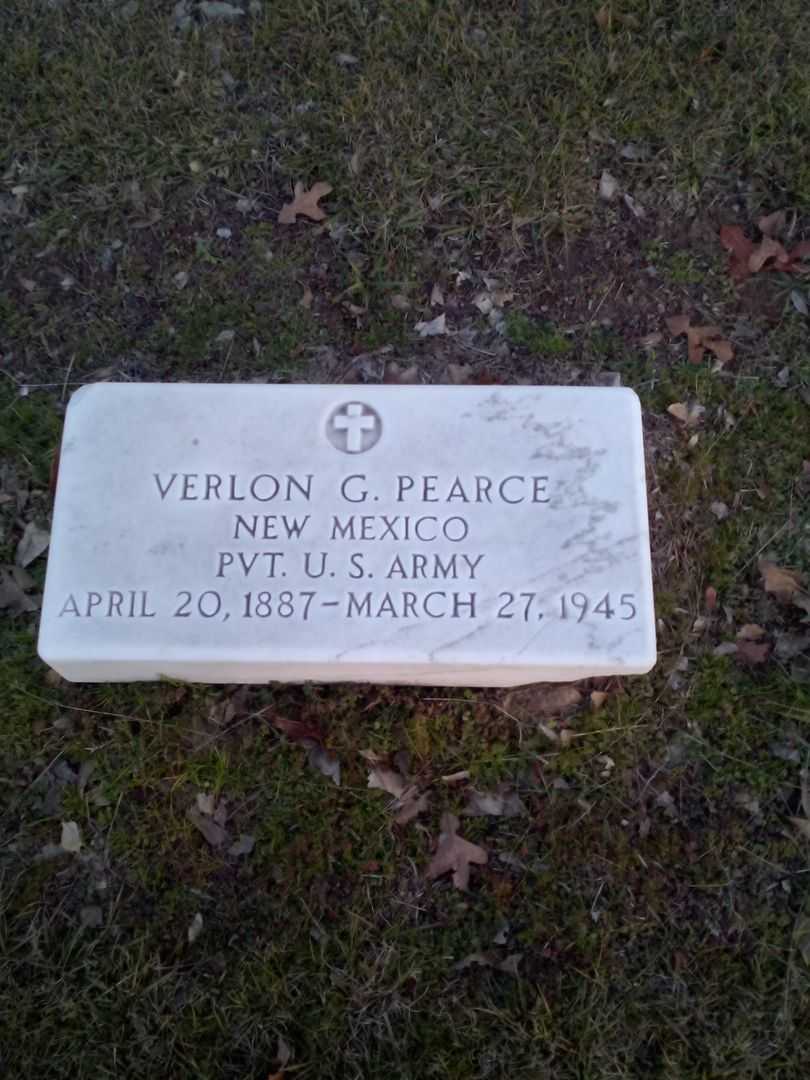 VERLON G. PEARCE
NEW MEXICO
PVT. U. S. ARMY
APRIL 20, 1887–MARCH 27, 1945